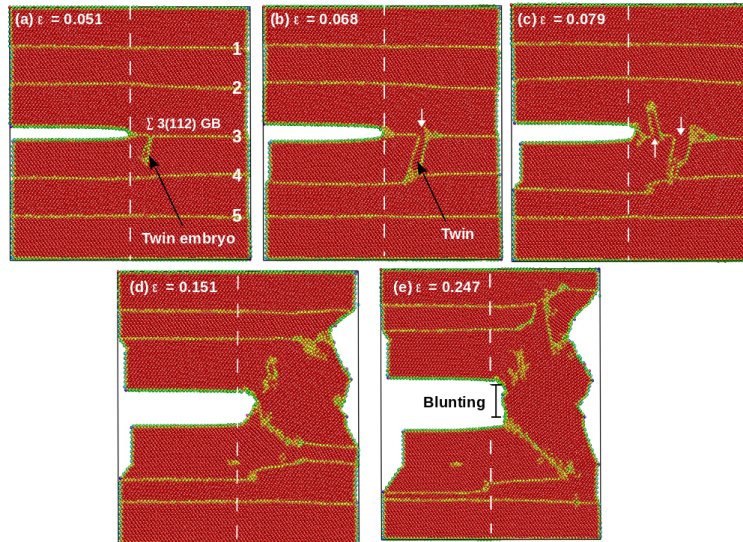 (a) ε = 0.051
1
2
∑ 3(112) GB
3
4
5
Twin embryo
(b) ε = 0.068
Twin
(c) ε = 0.079
(d) ε = 0.151
(e) ε = 0.247
Blunting